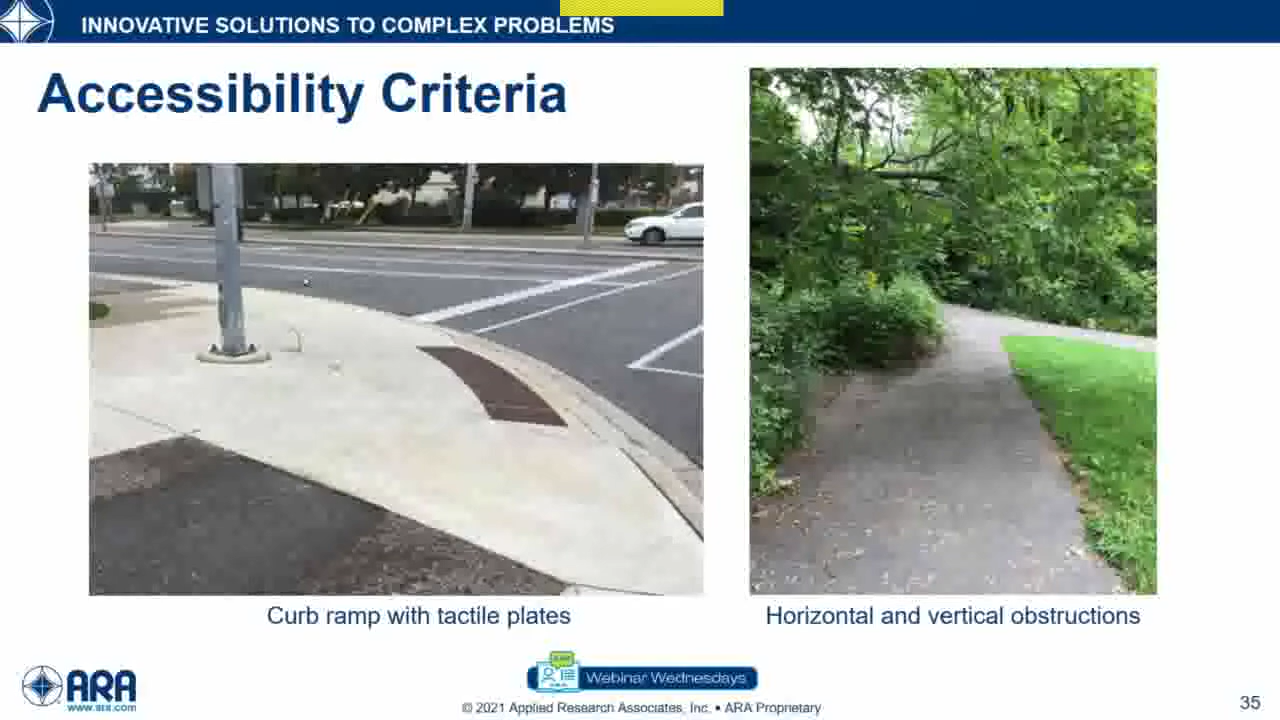 INNOVATIVE SOLUTIONS TO COMPLEX PROBLEMS
Accessibility Criteria
Curb ramp with tactile plates
Horizontal and vertical obstructions
ARA
www.ara.com
Webinar Wednesdays
© 2021 Applied Research Associates, Inc. • ARA Proprietary
35